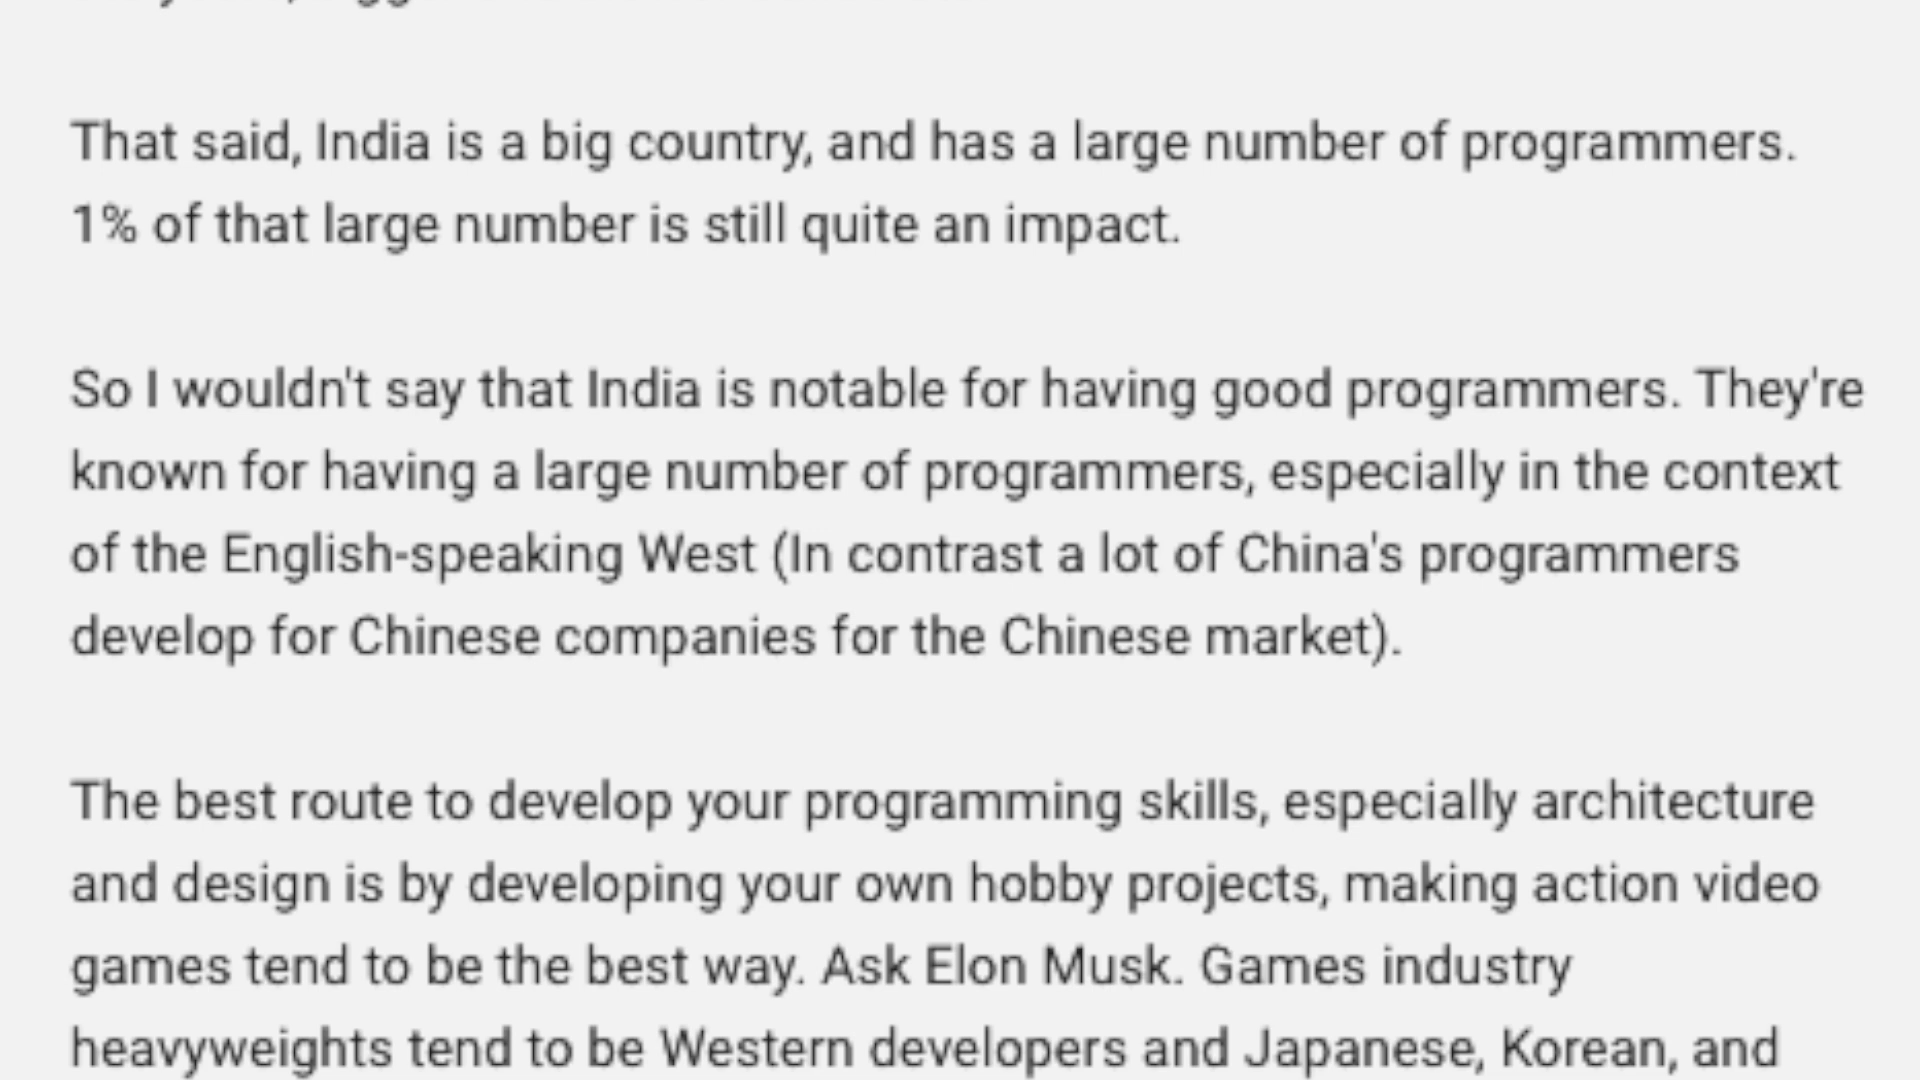 That said, India is a big country, and has a large number of programmers.
1% of that large number is still quite an impact.
So I wouldn't say that India is notable for having good programmers. They're
known for having a large number of programmers, especially in the context
of the English-speaking West (In contrast a lot of China's programmers
develop for Chinese companies for the Chinese market).
The best route to develop your programming skills, especially architecture
and design is by developing your own hobby projects, making action video
games tend to be the best way. Ask Elon Musk. Games industry
heavyweights tend to be Western developers and Japanese, Korean, and